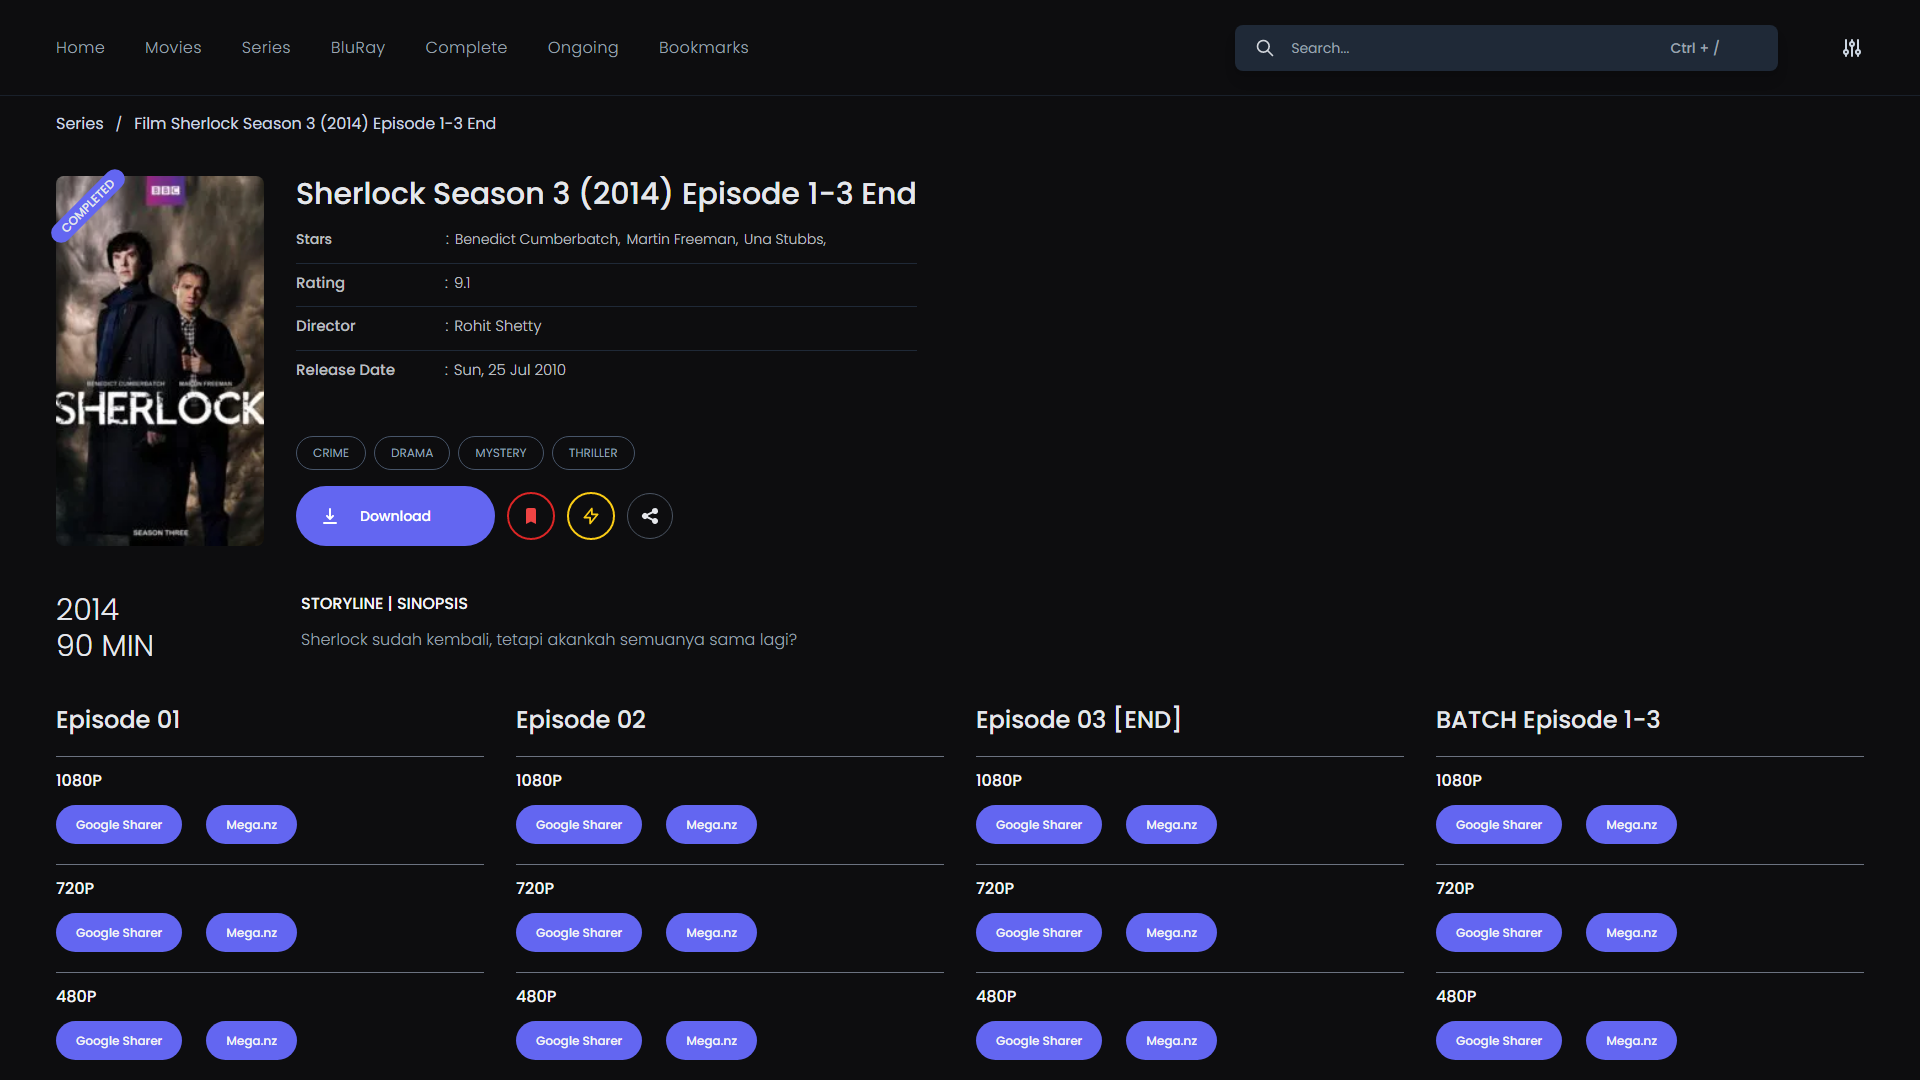 Home Movies Series BluRay Complete Ongoing Bookmarks
Search... Ctrl + /
Series / Film Sherlock Season 3 (2014) Episode 1-3 End
COMPLETED
BBC
BENEDICT CUMBERBATCH MARTIN FREEMAN
SHERLOCK
SEASON THREE
Sherlock Season 3 (2014) Episode 1-3 End
Stars : Benedict Cumberbatch, Martin Freeman, Una Stubbs,
Rating : 9.1
Director : Rohit Shetty
Release Date : Sun, 25 Jul 2010
CRIME DRAMA MYSTERY THRILLER
Download
2014
90 MIN
STORYLINE | SINOPSIS
Sherlock sudah kembali, tetapi akankah semuanya sama lagi?
Episode 01
1080P
Google Sharer Mega.nz
720P
Google Sharer Mega.nz
480P
Google Sharer Mega.nz
Episode 02
1080P
Google Sharer Mega.nz
720P
Google Sharer Mega.nz
480P
Google Sharer Mega.nz
Episode 03 [END]
1080P
Google Sharer Mega.nz
720P
Google Sharer Mega.nz
480P
Google Sharer Mega.nz
BATCH Episode 1-3
1080P
Google Sharer Mega.nz
720P
Google Sharer Mega.nz
480P
Google Sharer Mega.nz